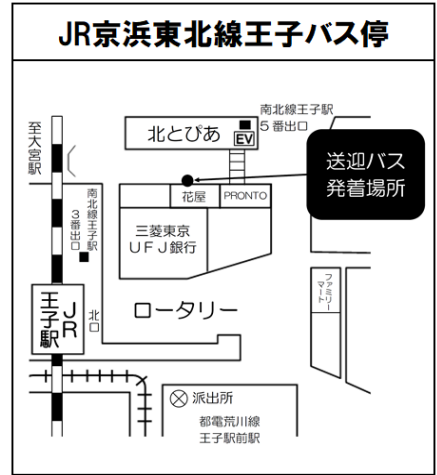 JR京浜東北線王子バス停
至大宮駅
南北線王子駅
5番出口
北とぴあ
EV
送迎バス
発着場所
花屋
PRONTO
南北線王子駅
3番出口
三菱東京
UFJ銀行
ファミリー
マート
JR
王子駅
北口
ロータリー
派出所
都電荒川線
王子駅前駅